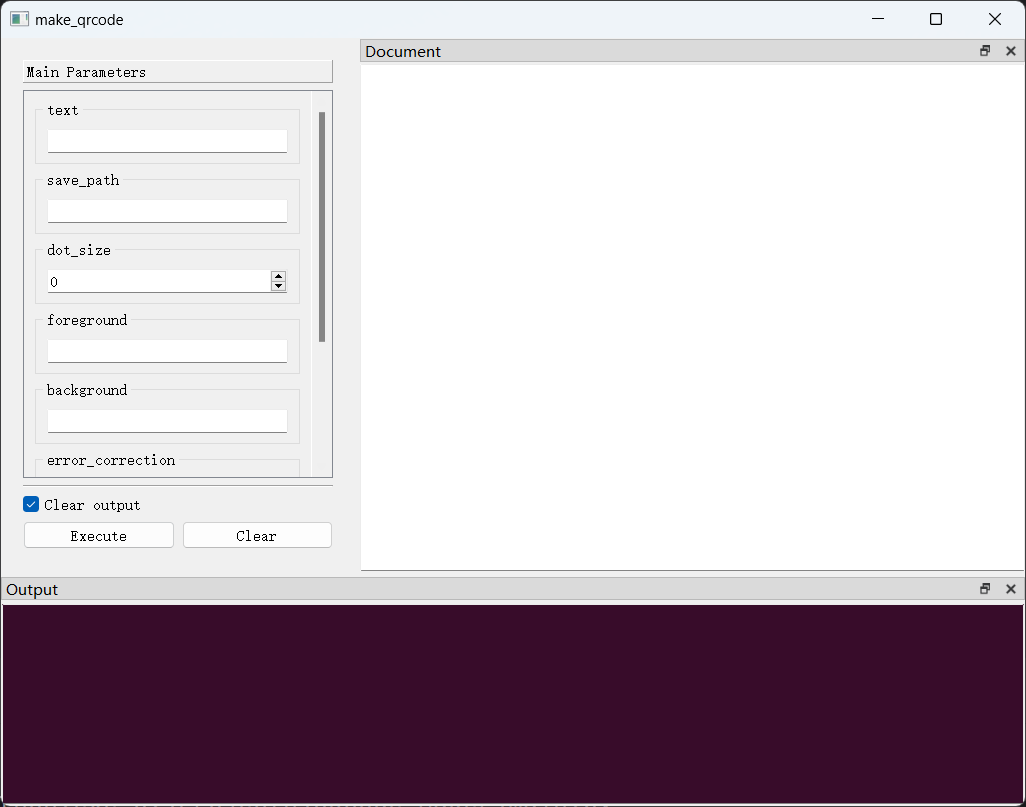 make_qrcode
Main Parameters
text
save_path
dot_size
0
foreground
background
error_correction
Clear output
Execute
Clear
Document
Output